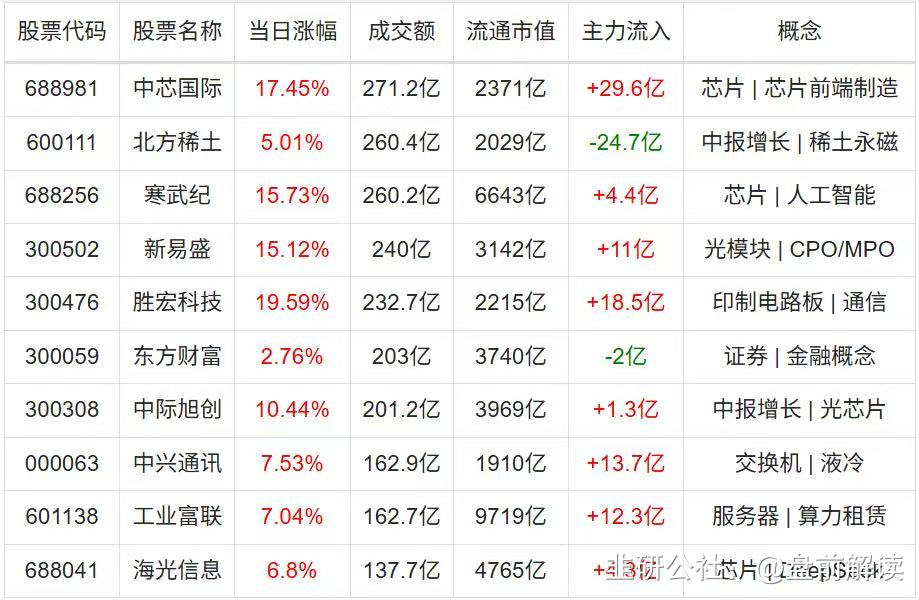 股票代码 股票名称 当日涨幅 成交额 流通市值 主力流入 概念
688981 中芯国际 17.45% 271.2亿 2371亿 +29.6亿 芯片 | 芯片前端制造
600111 北方稀土 5.01% 260.4亿 2029亿 -24.7亿 中报增长 | 稀土永磁
688256 寒武纪 15.73% 260.2亿 6643亿 +4.4亿 芯片 | 人工智能
300502 新易盛 15.12% 240亿 3142亿 +11亿 光模块 | CPO/MPO
300476 胜宏科技 19.59% 232.7亿 2215亿 +18.5亿 印制电路板 | 通信
300059 东方财富 2.76% 203亿 3740亿 -2亿 证券 | 金融概念
300308 中际旭创 10.44% 201.2亿 3969亿 +1.3亿 中报增长 | 光芯片
000063 中兴通讯 7.53% 162.9亿 1910亿 +13.7亿 交换机 | 液冷
601138 工业富联 7.04% 162.7亿 9719亿 +12.3亿 服务器 | 算力租赁
688041 海光信息 6.8% 137.7亿 4765亿 +4.3亿 芯片 | DeepSeek
韭研公社 @盘前解读